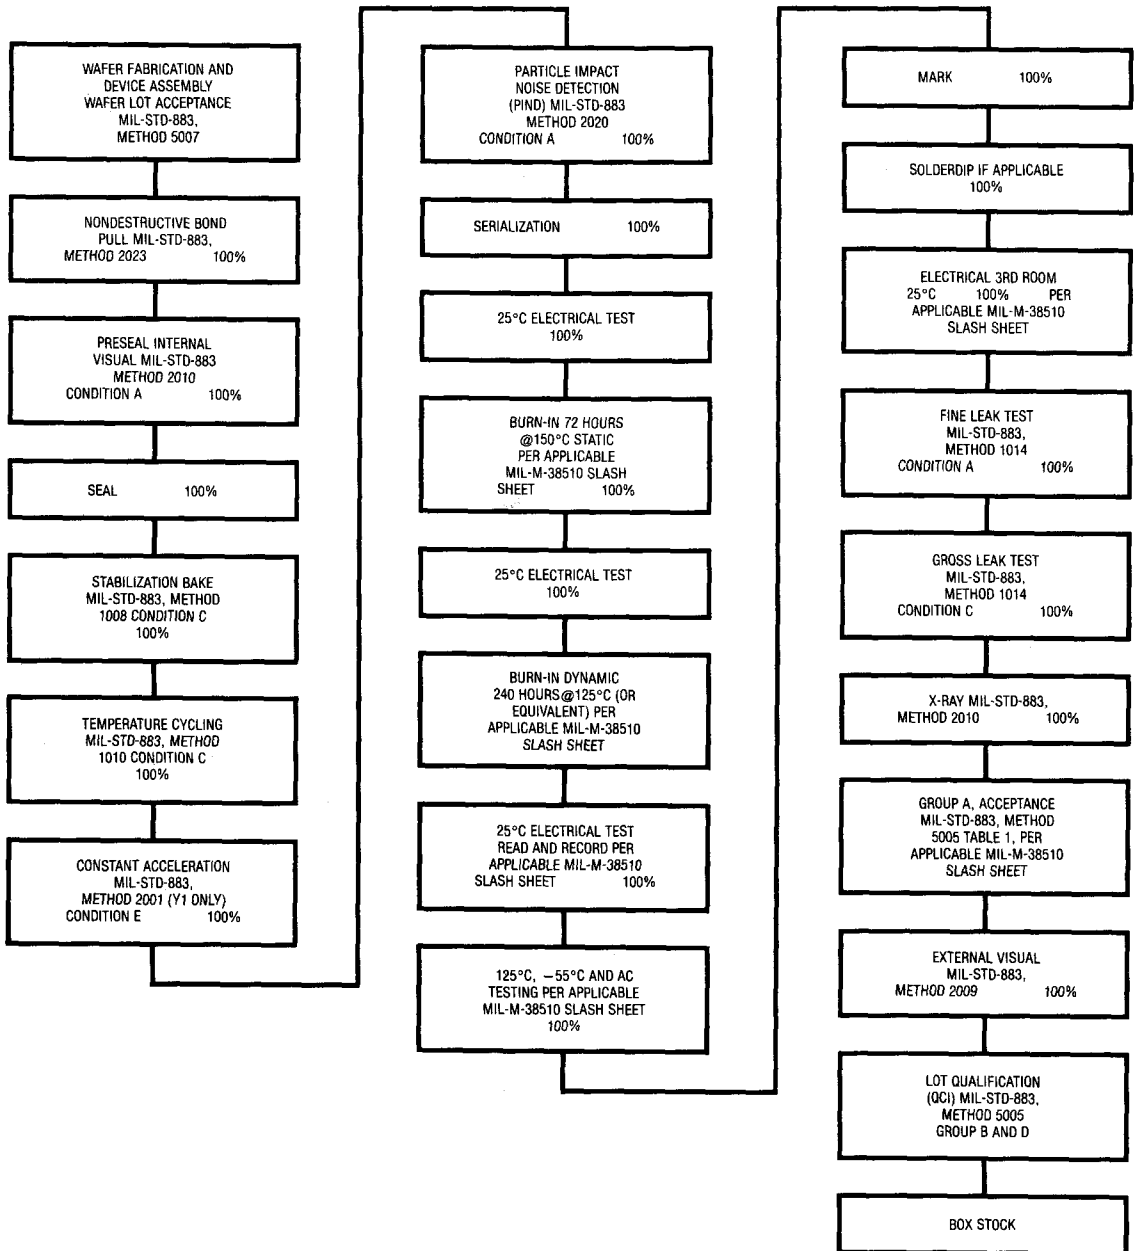 WAFER FABRICATION AND
DEVICE ASSEMBLY
WAFER LOT ACCEPTANCE
MIL-STD-883,
METHOD 5007
NONDESTRUCTIVE BOND
PULL MIL-STD-883,
METHOD 2023 100%
PRESEAL INTERNAL
VISUAL MIL-STD-883
METHOD 2010
CONDITION A 100%
SEAL 100%
STABILIZATION BAKE
MIL-STD-883, METHOD
1008 CONDITION C
100%
TEMPERATURE CYCLING
MIL-STD-883, METHOD
1010 CONDITION C
100%
CONSTANT ACCELERATION
MIL-STD-883,
METHOD 2001 (Y1 ONLY)
CONDITION E 100%
PARTICLE IMPACT
NOISE DETECTION
(PIND) MIL-STD-883
METHOD 2020
CONDITION A 100%
SERIALIZATION 100%
25°C ELECTRICAL TEST
100%
BURN-IN 72 HOURS
@150°C STATIC
PER APPLICABLE
MIL-M-38510 SLASH
SHEET 100%
25°C ELECTRICAL TEST
100%
BURN-IN DYNAMIC
240 HOURS@125°C (OR
EQUIVALENT) PER
APPLICABLE MIL-M-38510
SLASH SHEET
25°C ELECTRICAL TEST
READ AND RECORD PER
APPLICABLE MIL-M-38510
SLASH SHEET 100%
125°C, –55°C AND AC
TESTING PER APPLICABLE
MIL-M-38510 SLASH SHEET
100%
MARK 100%
SOLDERDIP IF APPLICABLE
100%
ELECTRICAL 3RD ROOM
25°C 100% PER
APPLICABLE MIL-M-38510
SLASH SHEET
FINE LEAK TEST
MIL-STD-883,
METHOD 1014
CONDITION A 100%
GROSS LEAK TEST
MIL-STD-883,
METHOD 1014
CONDITION C 100%
X-RAY MIL-STD-883,
METHOD 2010 100%
GROUP A, ACCEPTANCE
MIL-STD-883, METHOD
5005 TABLE 1, PER
APPLICABLE MIL-M-38510
SLASH SHEET
EXTERNAL VISUAL
MIL-STD-883,
METHOD 2009 100%
LOT QUALIFICATION
(QCI) MIL-STD-883,
METHOD 5005
GROUP B AND D
BOX STOCK